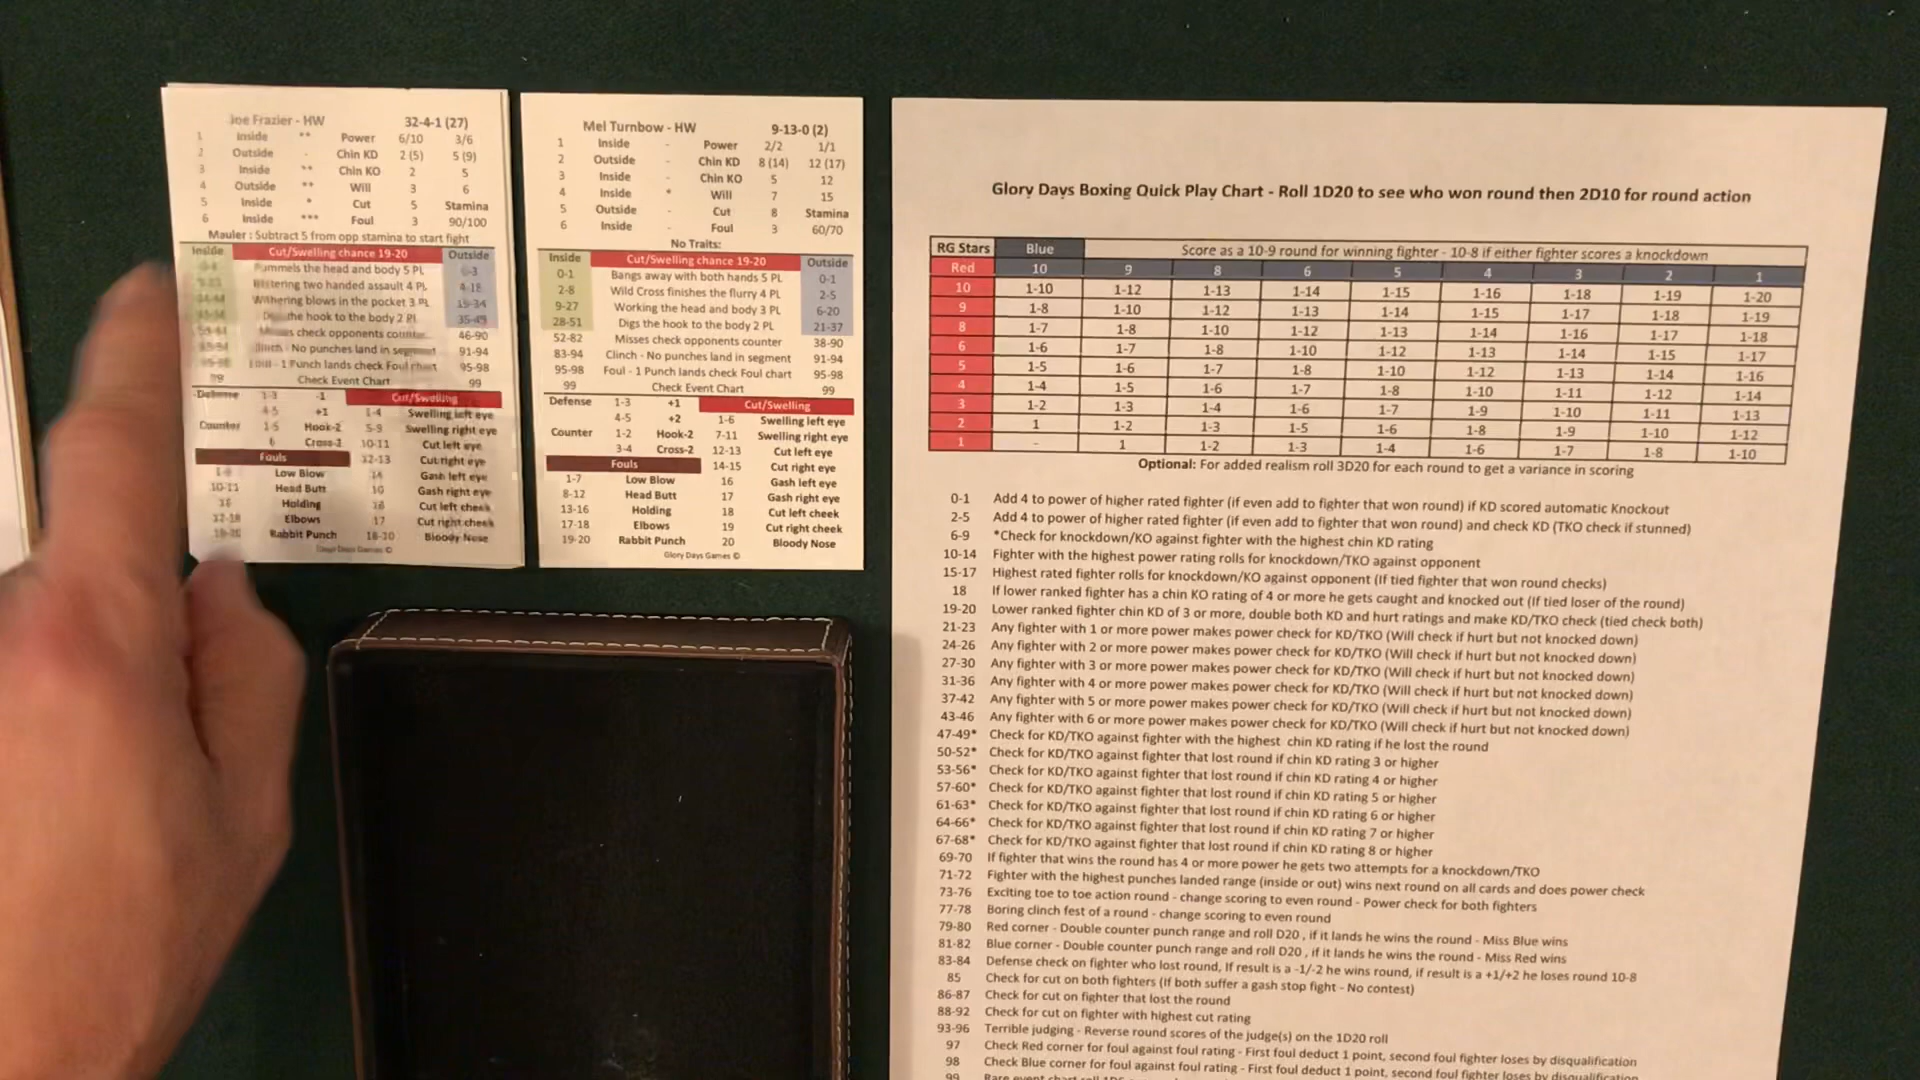 Joe Frazier - HW 32-4-1 (27)
1 Inside ** Power 6/10 3/6
2 Outside - Chin KD 2 (5) 5 (9)
3 Inside ** Chin KO 2 5
4 Outside ** Will 3 6
5 Inside * Cut 5 Stamina
6 Inside *** Foul 3 90/100
Mauler : Subtract 5 from opp stamina to start fight
Inside Cut/Swelling chance 19-20 Outside
Pummels the head and body 5 PL 0-3
Blistering two handed assault 4 PL 4-18
Withering blows in the pocket 3 PL 19-34
the hook to the body 2 PL 35-45
Misses check opponents counter 46-90
Clinch - No punches land in segment 91-94
Foul - 1 Punch lands check Foul chart 95-98
99 Check Event Chart 99
Defense 1-3 -1 Cut/Swelling
4-5 +1 1-4 Swelling left eye
Counter 1-5 Hook-2 5-9 Swelling right eye
6 Cross-2 10-11 Cut left eye
Fouls 12-13 Cut right eye
Low Blow Gash left eye
Head Butt Gash right eye
Holding Cut left cheek
Elbows 17 Cut right cheek
Rabbit Punch 18-20 Bloody Nose
Glory Days Games ©
Mel Turnbow - HW 9-13-0 (2)
1 Inside - Power 2/2 1/1
2 Outside - Chin KD 8 (14) 12 (17)
3 Inside - Chin KO 5 12
4 Inside * Will 7 15
5 Outside - Cut 8 Stamina
6 Inside - Foul 3 60/70
No Traits:
Inside Cut/Swelling chance 19-20 Outside
0-1 Bangs away with both hands 5 PL 0-1
2-8 Wild Cross finishes the flurry 4 PL 2-5
9-27 Working the head and body 3 PL 6-20
28-51 Digs the hook to the body 2 PL 21-37
52-82 Misses check opponents counter 38-90
83-94 Clinch - No punches land in segment 91-94
95-98 Foul - 1 Punch lands check Foul chart 95-98
99 Check Event Chart 99
Defense 1-3 +1 Cut/Swelling
4-5 +2 1-6 Swelling left eye
Counter 1-2 Hook-2 7-11 Swelling right eye
3-4 Cross-2 12-13 Cut left eye
Fouls 14-15 Cut right eye
1-7 Low Blow 16 Gash left eye
8-12 Head Butt 17 Gash right eye
13-16 Holding 18 Cut left cheek
17-18 Elbows 19 Cut right cheek
19-20 Rabbit Punch 20 Bloody Nose
Glory Days Games ©
Glory Days Boxing Quick Play Chart - Roll 1D20 to see who won round then 2D10 for round action
RG Stars Blue Score as a 10-9 round for winning fighter - 10-8 if either fighter scores a knockdown
Red 10 9 8 6 5 4 3 2 1
10 1-10 1-12 1-13 1-14 1-15 1-16 1-18 1-19 1-20
9 1-8 1-10 1-12 1-13 1-14 1-15 1-17 1-18 1-19
8 1-7 1-8 1-10 1-12 1-13 1-14 1-16 1-17 1-18
6 1-6 1-7 1-8 1-10 1-12 1-13 1-14 1-15 1-17
5 1-5 1-6 1-7 1-8 1-10 1-12 1-13 1-14 1-16
4 1-4 1-5 1-6 1-7 1-8 1-10 1-11 1-12 1-14
3 1-2 1-3 1-4 1-6 1-7 1-9 1-10 1-11 1-13
2 1 1-2 1-3 1-5 1-6 1-8 1-9 1-10 1-12
1 - 1 1-2 1-3 1-4 1-6 1-7 1-8 1-10
Optional: For added realism roll 3D20 for each round to get a variance in scoring
0-1 Add 4 to power of higher rated fighter (if even add to fighter that won round) if KD scored automatic Knockout
2-5 Add 4 to power of higher rated fighter (if even add to fighter that won round) and check KD (TKO check if stunned)
6-9 *Check for knockdown/KO against fighter with the highest chin KD rating
10-14 Fighter with the highest power rating rolls for knockdown/TKO against opponent
15-17 Highest rated fighter rolls for knockdown/KO against opponent (If tied fighter that won round checks)
18 If lower ranked fighter has a chin KO rating of 4 or more he gets caught and knocked out (If tied loser of the round)
19-20 Lower ranked fighter chin KD of 3 or more, double both KD and hurt ratings and make KD/TKO check (tied check both)
21-23 Any fighter with 1 or more power makes power check for KD/TKO (Will check if hurt but not knocked down)
24-26 Any fighter with 2 or more power makes power check for KD/TKO (Will check if hurt but not knocked down)
27-30 Any fighter with 3 or more power makes power check for KD/TKO (Will check if hurt but not knocked down)
31-36 Any fighter with 4 or more power makes power check for KD/TKO (Will check if hurt but not knocked down)
37-42 Any fighter with 5 or more power makes power check for KD/TKO (Will check if hurt but not knocked down)
43-46 Any fighter with 6 or more power makes power check for KD/TKO (Will check if hurt but not knocked down)
47-49* Check for KD/TKO against fighter with the highest chin KD rating if he lost the round
50-52* Check for KD/TKO against fighter that lost round if chin KD rating 3 or higher
53-56* Check for KD/TKO against fighter that lost round if chin KD rating 4 or higher
57-60* Check for KD/TKO against fighter that lost round if chin KD rating 5 or higher
61-63* Check for KD/TKO against fighter that lost round if chin KD rating 6 or higher
64-66* Check for KD/TKO against fighter that lost round if chin KD rating 7 or higher
67-68* Check for KD/TKO against fighter that lost round if chin KD rating 8 or higher
69-70 If fighter that wins the round has 4 or more power he gets two attempts for a knockdown/TKO
71-72 Fighter with the highest punches landed range (inside or out) wins next round on all cards and does power check
73-76 Exciting toe to toe action round - change scoring to even round - Power check for both fighters
77-78 Boring clinch fest of a round - change scoring to even round
79-80 Red corner - Double counter punch range and roll D20 , if it lands he wins the round - Miss Blue wins
81-82 Blue corner - Double counter punch range and roll D20 , if it lands he wins the round - Miss Red wins
83-84 Defense check on fighter who lost round, If result is a -1/-2 he wins round, if result is a +1/+2 he loses round 10-8
85 Check for cut on both fighters (If both suffer a gash stop fight - No contest)
86-87 Check for cut on fighter that lost the round
88-92 Check for cut on fighter with highest cut rating
93-96 Terrible judging - Reverse round scores of the judge(s) on the 1D20 roll
97 Check Red corner for foul against foul rating - First foul deduct 1 point, second foul fighter loses by disqualification
98 Check Blue corner for foul against foul rating - First foul deduct 1 point, second foul fighter loses by disqualification
99 Rare event chart roll